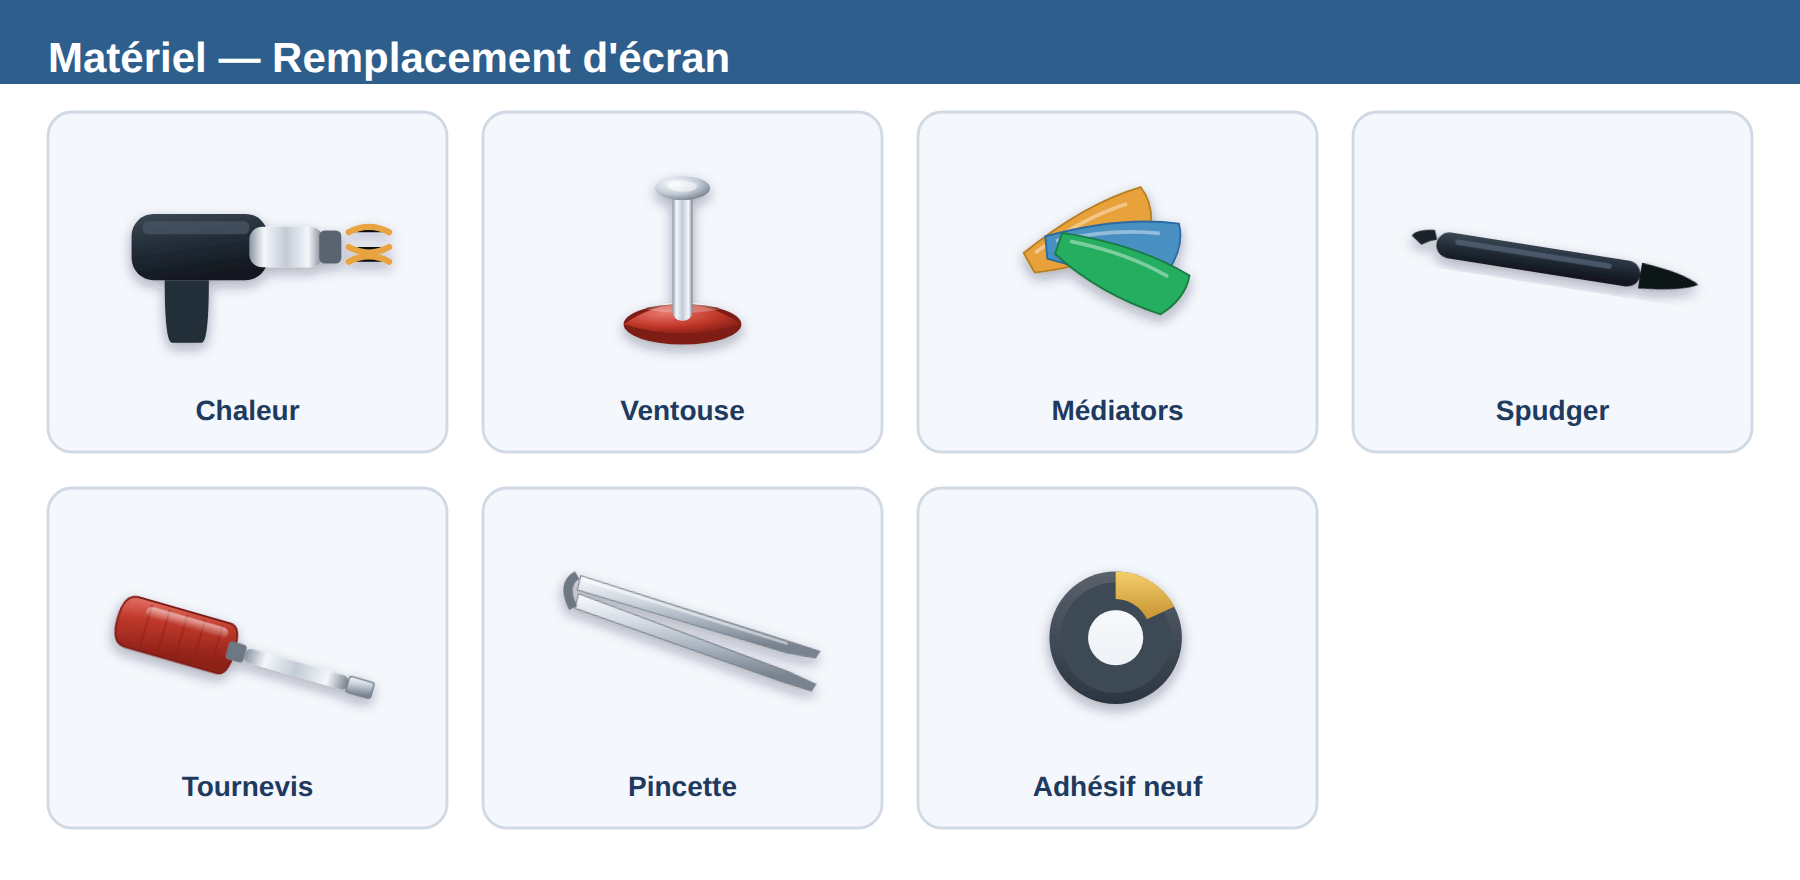 Matériel — Remplacement d'écran
Chaleur
Ventouse
Médiators
Spudger
Tournevis
Pincette
Adhésif neuf